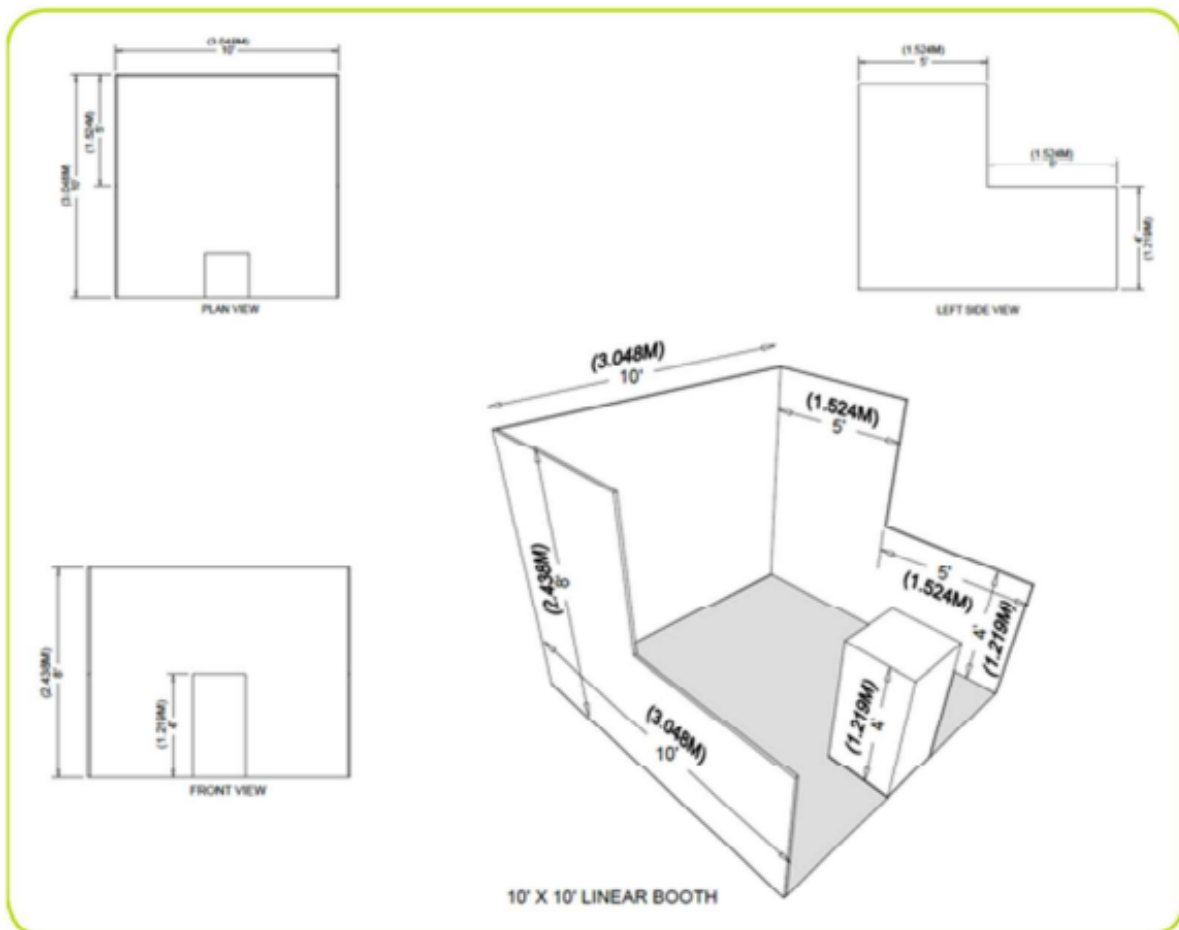 (3.048M)
10'
(1.524M)
5'
(3.048M)
10'
PLAN VIEW
(1.524M)
5'
(1.524M)
4'
(1.219M)
LEFT SIDE VIEW
(3.048M)
10'
(1.524M)
5'
(2.438M)
8'
5'
(1.524M)
4'
(1.219M)
(1.219M)
4'
(3.048M)
10'
(2.438M)
8'
(1.219M)
4'
FRONT VIEW
10' X 10' LINEAR BOOTH